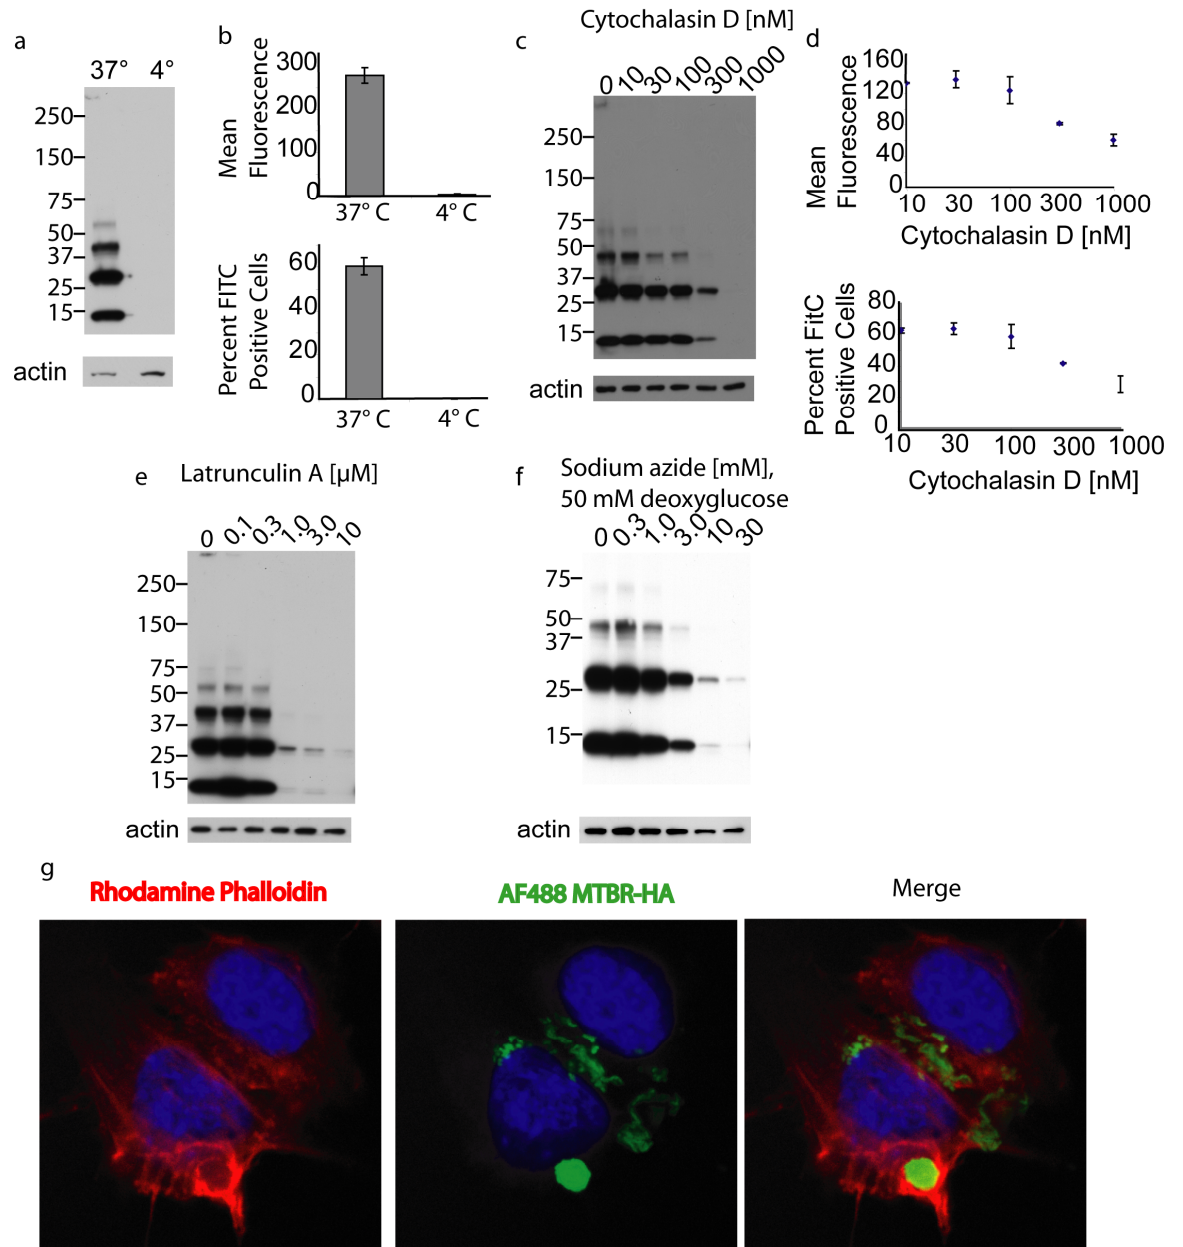 a
37° 4°
250
150
75
50
37
25
15
actin
b
Mean
Fluorescence
300
200
100
0
37° C 4° C
Percent FITC
Positive Cells
60
40
20
0
37° C 4° C
c
Cytochalasin D [nM]
0 10 30 100 300 1000
250
150
75
50
37
25
15
actin
d
Mean
Fluorescence
160
120
80
40
0
10 30 100 300 1000
Cytochalasin D [nM]
Percent FitC
Positive Cells
80
60
40
20
0
10 30 100 300 1000
Cytochalasin D [nM]
e
Latrunculin A [µM]
0 0.1 0.3 1.0 3.0 10
250
150
75
50
37
25
15
actin
f
Sodium azide [mM],
50 mM deoxyglucose
0 0.3 1.0 3.0 10 30
75
50
37
25
15
actin
g
Rhodamine Phalloidin
AF488 MTBR-HA
Merge